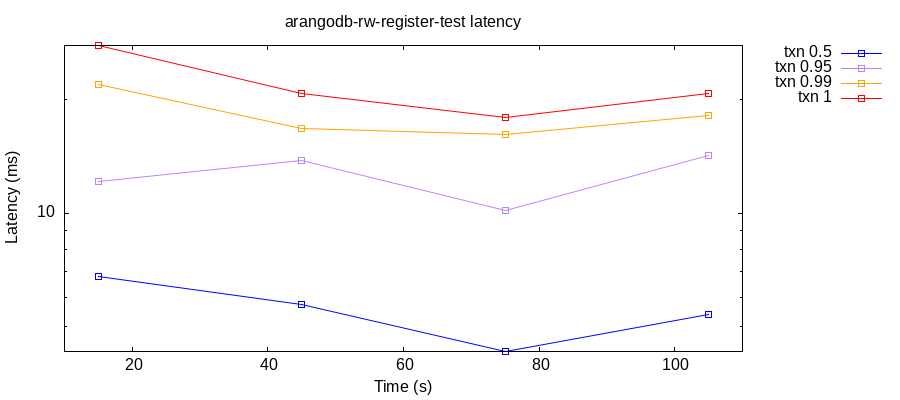 arangodb-rw-register-test latency
txn 0.5
txn 0.95
txn 0.99
txn 1
Latency (ms)
10
20 40 60 80 100
Time (s)